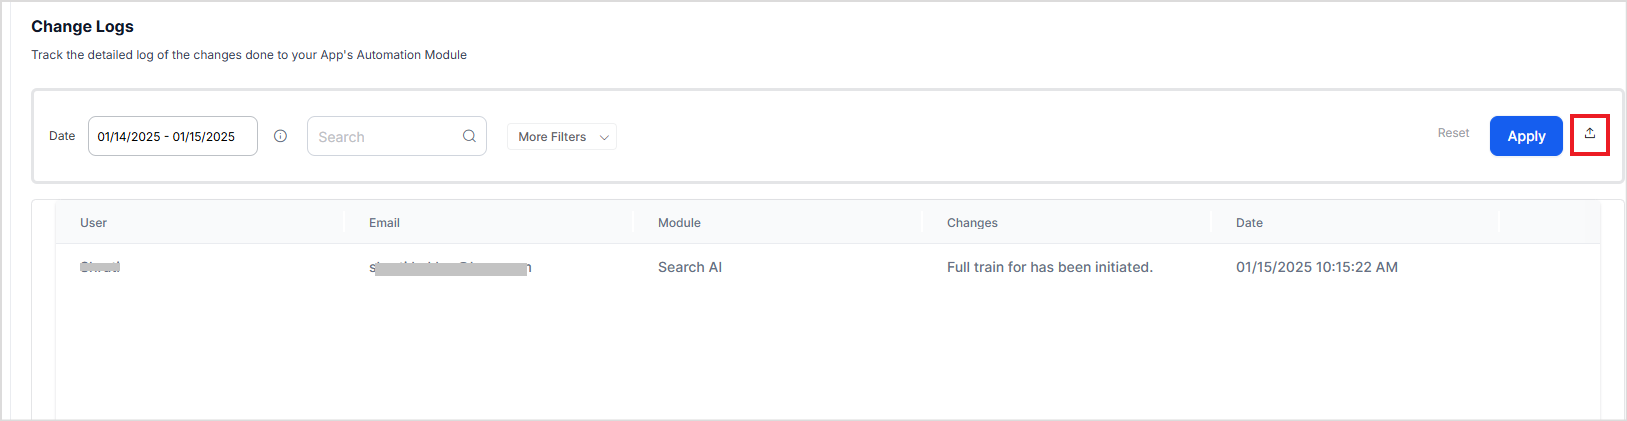 Change Logs
Track the detailed log of the changes done to your App's Automation Module
Date 01/14/2025 - 01/15/2025 Search More Filters Reset Apply
User Email Module Changes Date
Search AI Full train for has been initiated. 01/15/2025 10:15:22 AM